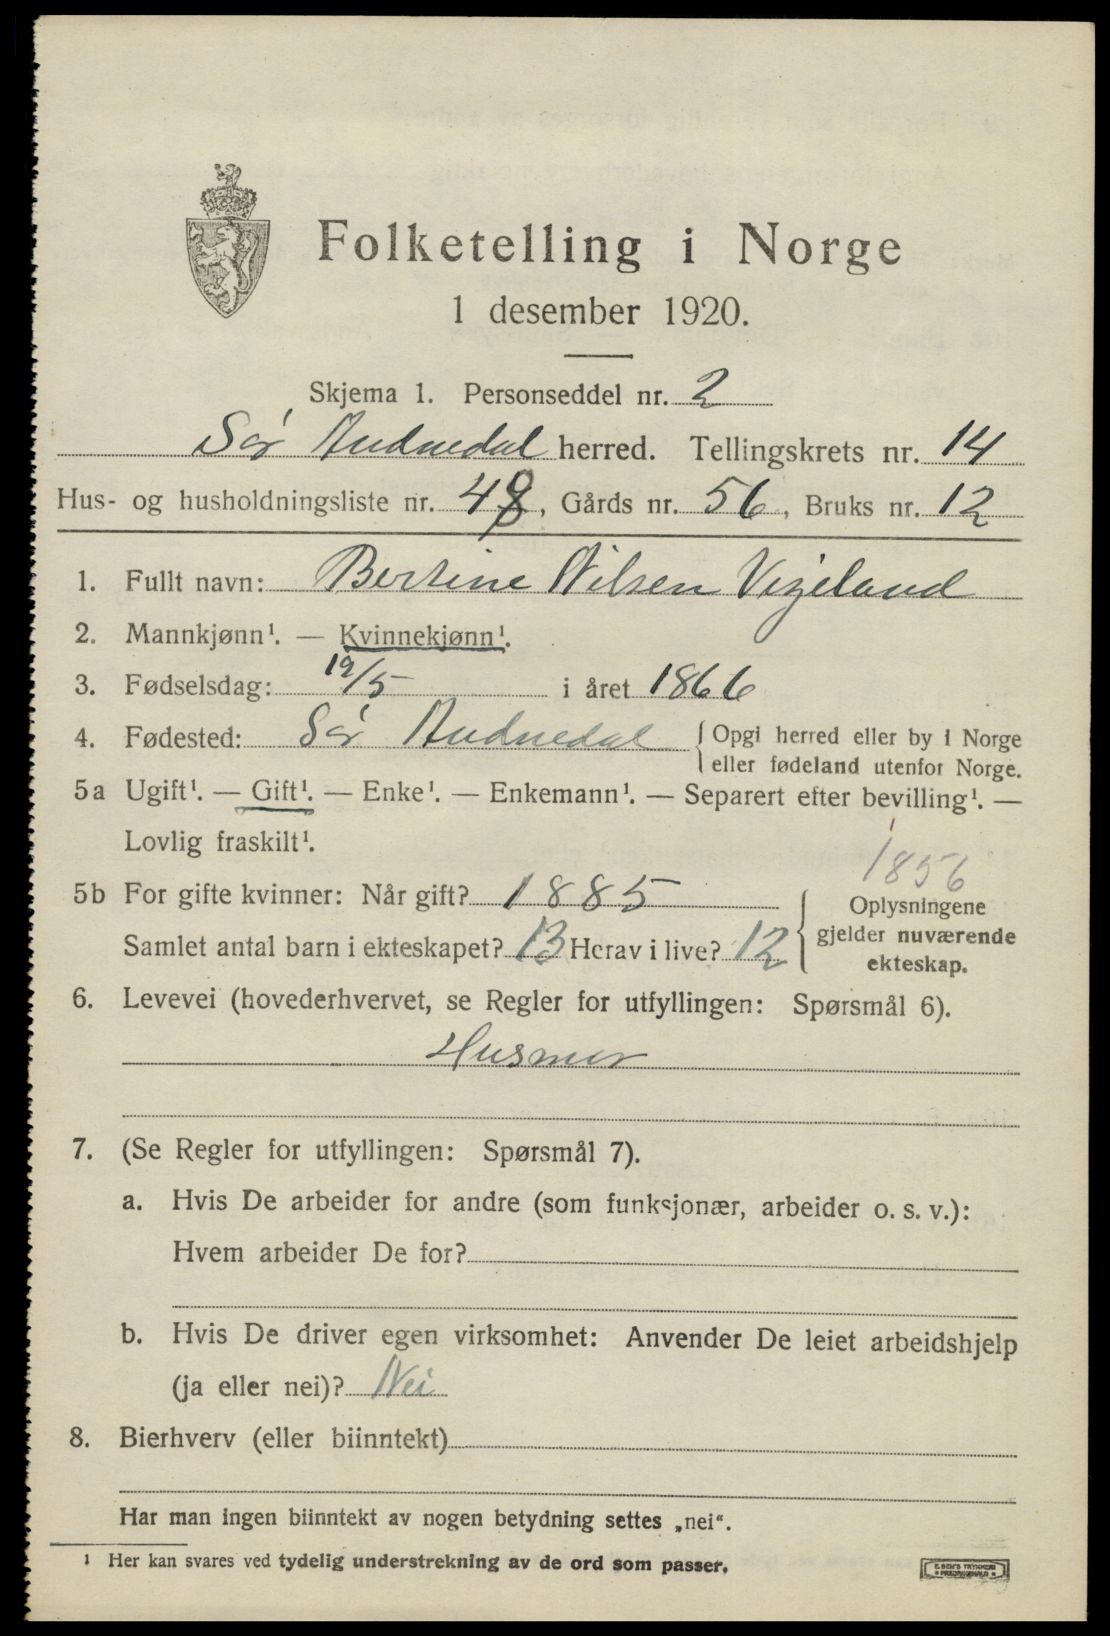 Folketelling i Norge
1 desember 1920.
Skjema 1. Personseddel nr. 2
Sør Audnedal herred. Tellingskrets nr. 14
Hus- og husholdningsliste nr. 48, Gårds nr. 56, Bruks nr. 12
1. Fullt navn: Bertine Nilsen Vigeland
2. Mannkjønn¹. — Kvinnekjønn¹.
3. Fødselsdag: 19/5 i året 1866
4. Fødested: Sør Audnedal { Opgi herred eller by i Norge
eller fødeland utenfor Norge.
5a Ugift¹. — Gift¹. — Enke¹. — Enkemann¹. — Separert efter bevilling¹. —
Lovlig fraskilt¹.
1856
5b For gifte kvinner: Når gift? 1885
Samlet antal barn i ekteskapet? 13 Herav i live? 12 { Oplysningene
gjelder nuværende
ekteskap.
6. Levevei (hovederhvervet, se Regler for utfyllingen: Spørsmål 6).
Husmor
7. (Se Regler for utfyllingen: Spørsmål 7).
a. Hvis De arbeider for andre (som funksjonær, arbeider o. s. v.):
Hvem arbeider De for?
b. Hvis De driver egen virksomhet: Anvender De leiet arbeidshjelp
(ja eller nei)? Nei
8. Bierhverv (eller biinntekt)
Har man ingen biinntekt av nogen betydning settes „nei“.
¹ Her kan svares ved tydelig understrekning av de ord som passer.